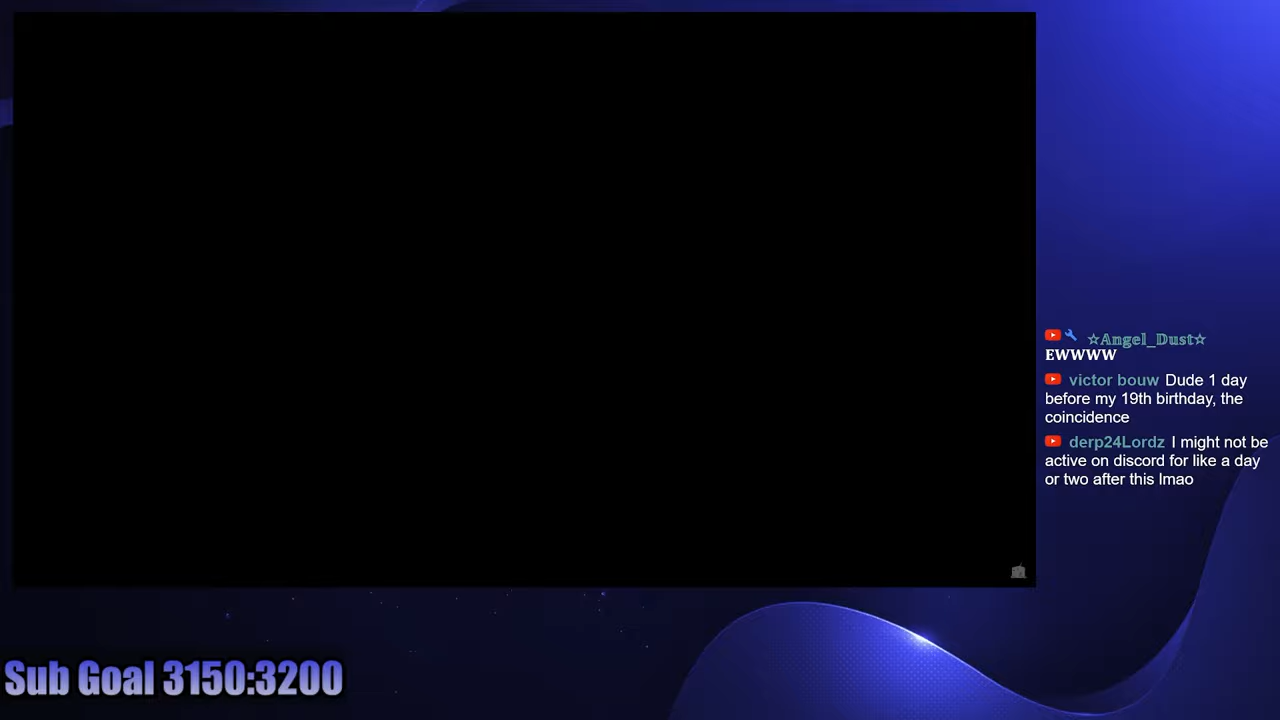 ☆Angel_Dust☆
EWWWW
victor bouw Dude 1 day
before my 19th birthday, the
coincidence
derp24Lordz I might not be
active on discord for like a day
or two after this lmao
Sub Goal 3150:3200